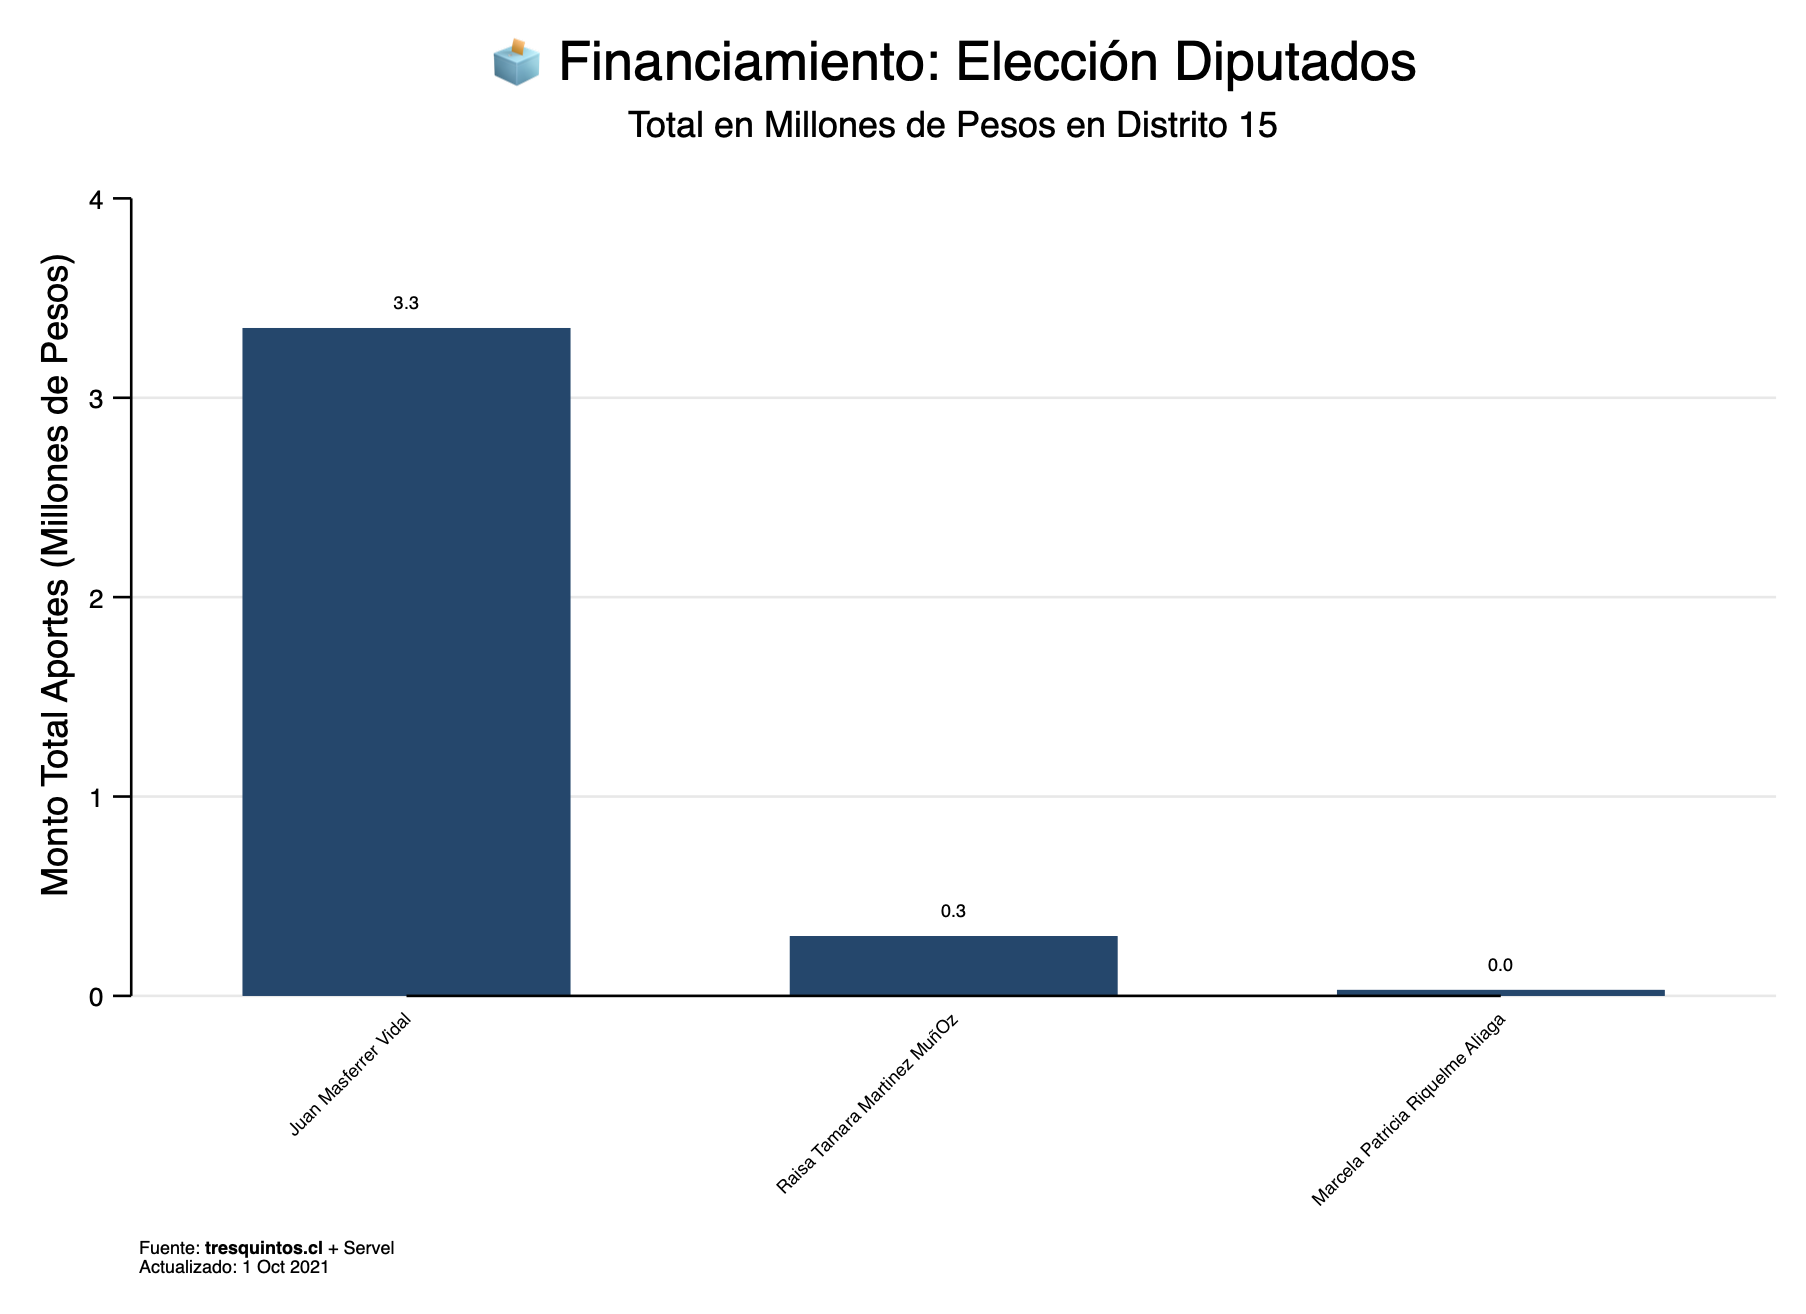 🗳️ Financiamiento: Elección Diputados
Total en Millones de Pesos en Distrito 15
Monto Total Aportes (Millones de Pesos)
4
3
2
1
0
3.3
0.3
0.0
Juan Masferrer Vidal
Raisa Tamara Martinez MuñOz
Marcela Patricia Riquelme Aliaga
Fuente: tresquintos.cl + Servel
Actualizado: 1 Oct 2021